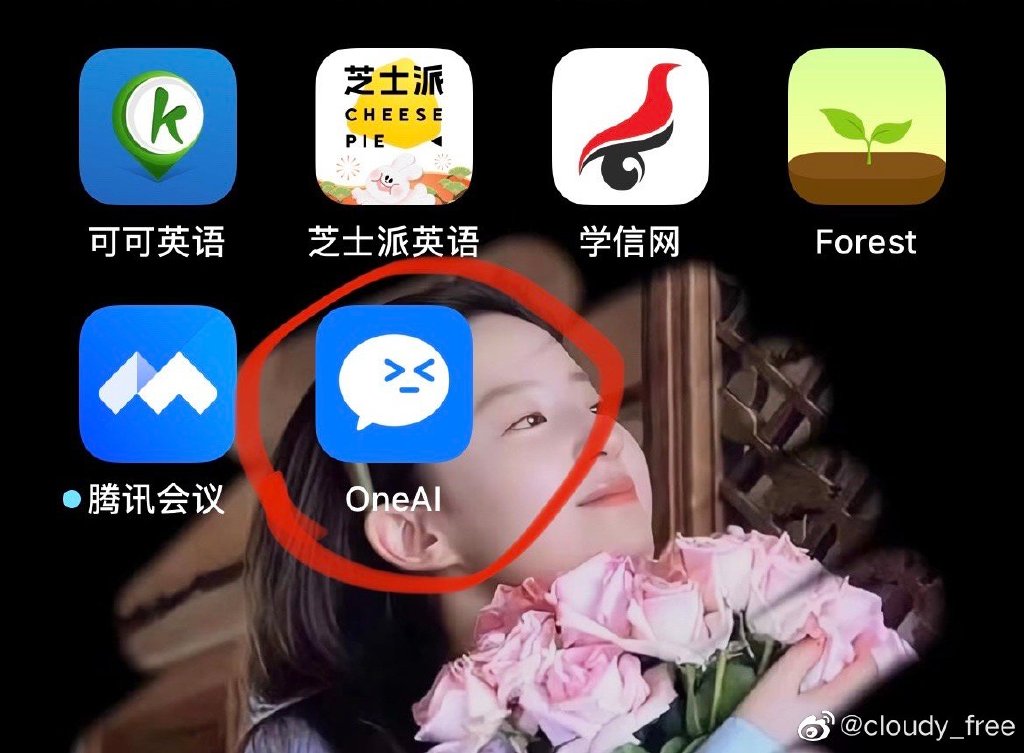 芝士派
CHEESE
PIE
k
可可英语
芝士派英语
学信网
Forest
腾讯会议
OneAI
@cloudy_free